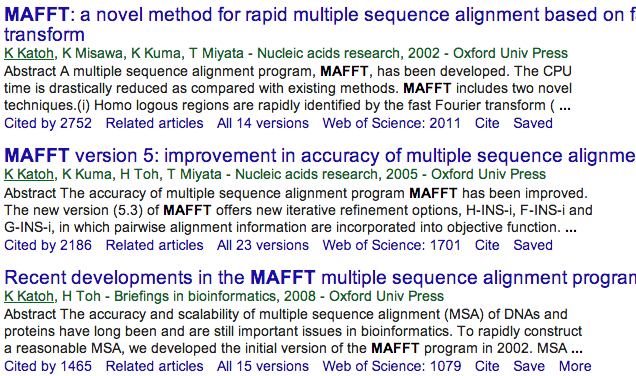 MAFFT: a novel method for rapid multiple sequence alignment based on f
transform
K Katoh, K Misawa, K Kuma, T Miyata - Nucleic acids research, 2002 - Oxford Univ Press
Abstract A multiple sequence alignment program, MAFFT, has been developed. The CPU
time is drastically reduced as compared with existing methods. MAFFT includes two novel
techniques.(i) Homo logous regions are rapidly identified by the fast Fourier transform ( ...
Cited by 2752 Related articles All 14 versions Web of Science: 2011 Cite Saved
MAFFT version 5: improvement in accuracy of multiple sequence alignme
K Katoh, K Kuma, H Toh, T Miyata - Nucleic acids research, 2005 - Oxford Univ Press
Abstract The accuracy of multiple sequence alignment program MAFFT has been improved.
The new version (5.3) of MAFFT offers new iterative refinement options, H-INS-i, F-INS-i and
G-INS-i, in which pairwise alignment information are incorporated into objective function. ...
Cited by 2186 Related articles All 23 versions Web of Science: 1701 Cite Saved
Recent developments in the MAFFT multiple sequence alignment program
K Katoh, H Toh - Briefings in bioinformatics, 2008 - Oxford Univ Press
Abstract The accuracy and scalability of multiple sequence alignment (MSA) of DNAs and
proteins have long been and are still important issues in bioinformatics. To rapidly construct
a reasonable MSA, we developed the initial version of the MAFFT program in 2002. MSA ...
Cited by 1465 Related articles All 15 versions Web of Science: 1079 Cite Save More